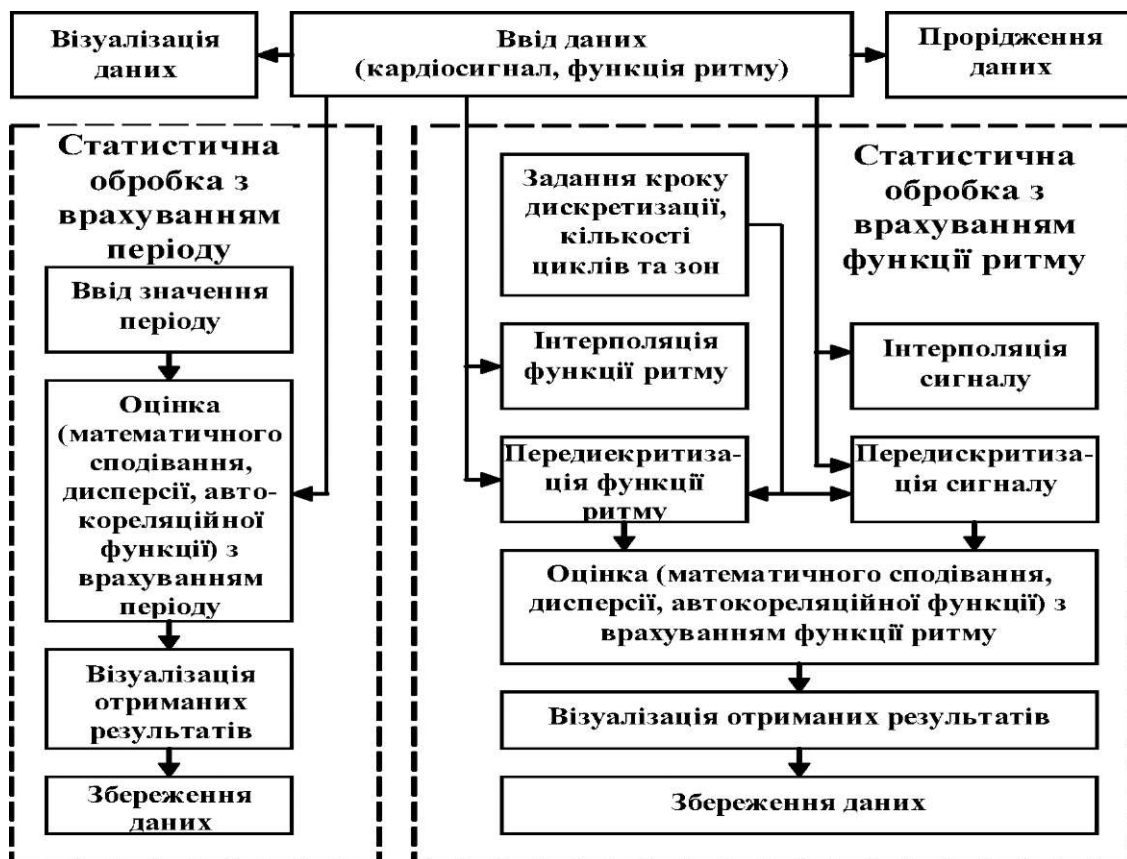 Візуалізація
даних
Ввід даних
(кардіосигнал, функція ритму)
Прорідження
даних
Статистична
обробка з
врахуванням
періоду
Ввід значення
періоду
Оцінка
(математичного
сподівання,
дисперсії, авто-
кореляційної
функції) з
врахуванням
періоду
Візуалізація
отриманих
результатів
Збереження
даних
Задання кроку
дискретизації,
кількості
циклів та зон
Статистична
обробка з
врахуванням
функції ритму
Інтерполяція
функції ритму
Інтерполяція
сигналу
Передиекритиза-
ція функції
ритму
Передискритиза-
ція сигналу
Оцінка (математичного сподівання,
дисперсії, автокореляційної функції) з
врахуванням функції ритму
Візуалізація отриманих результатів
Збереження даних